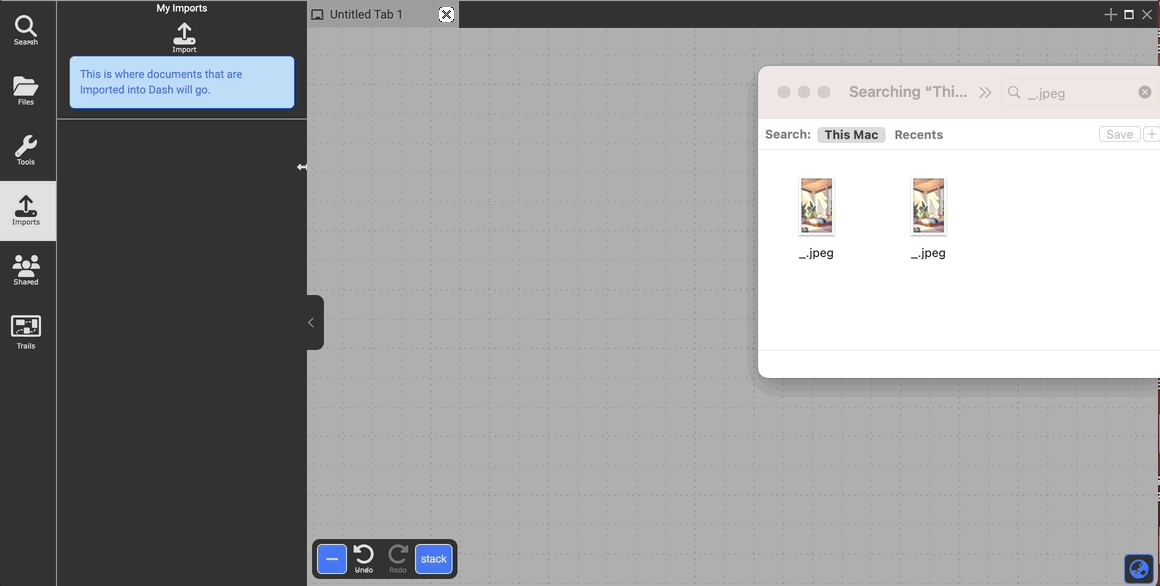 Search
Files
Tools
Imports
Shared
Trails
My Imports
Import
This is where documents that are
Imported into Dash will go.
Untitled Tab 1
Searching “Thi...
_.jpeg
Search: This Mac Recents Save
_.jpeg _.jpeg
Undo Redo stack